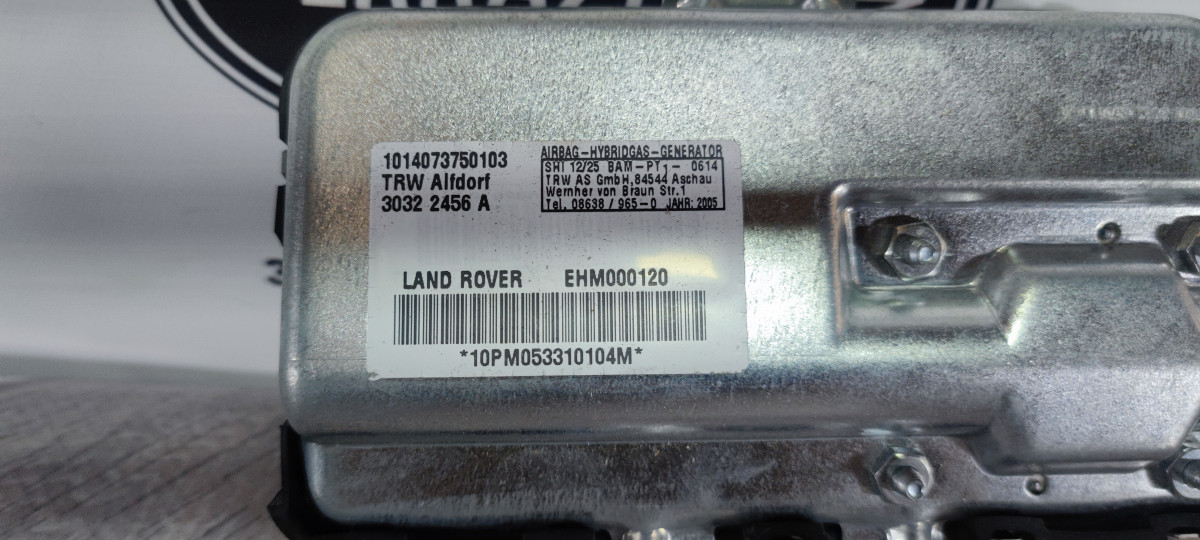 1014073750103
TRW Alfdorf
3032 2456 A
AIRBAG-HYBRIDGAS-GENERATOR
SHI 12/25 BAM-PT1- 0614
TRW AS GmbH,84544 Aschau
Wernher von Braun Str.1
Tel. 08638 / 965-0 JAHR: 2005
LAND ROVER EHM000120
*10PM053310104M*